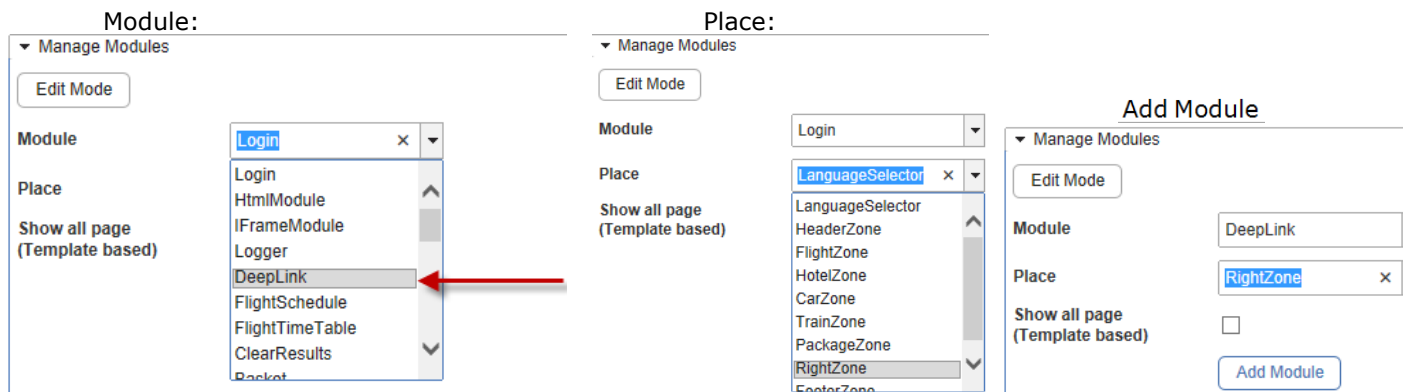 Module:
Manage Modules
Edit Mode
Module
Login
Login
HtmlModule
IFrameModule
Logger
DeepLink
FlightSchedule
FlightTimeTable
ClearResults
Basket
Place
Show all page
(Template based)
Place:
Manage Modules
Edit Mode
Module
Login
Place
LanguageSelector
LanguageSelector
HeaderZone
FlightZone
HotelZone
CarZone
TrainZone
PackageZone
RightZone
FooterZone
Show all page
(Template based)
Add Module
Manage Modules
Edit Mode
Module
DeepLink
Place
RightZone
Show all page
(Template based)
Add Module